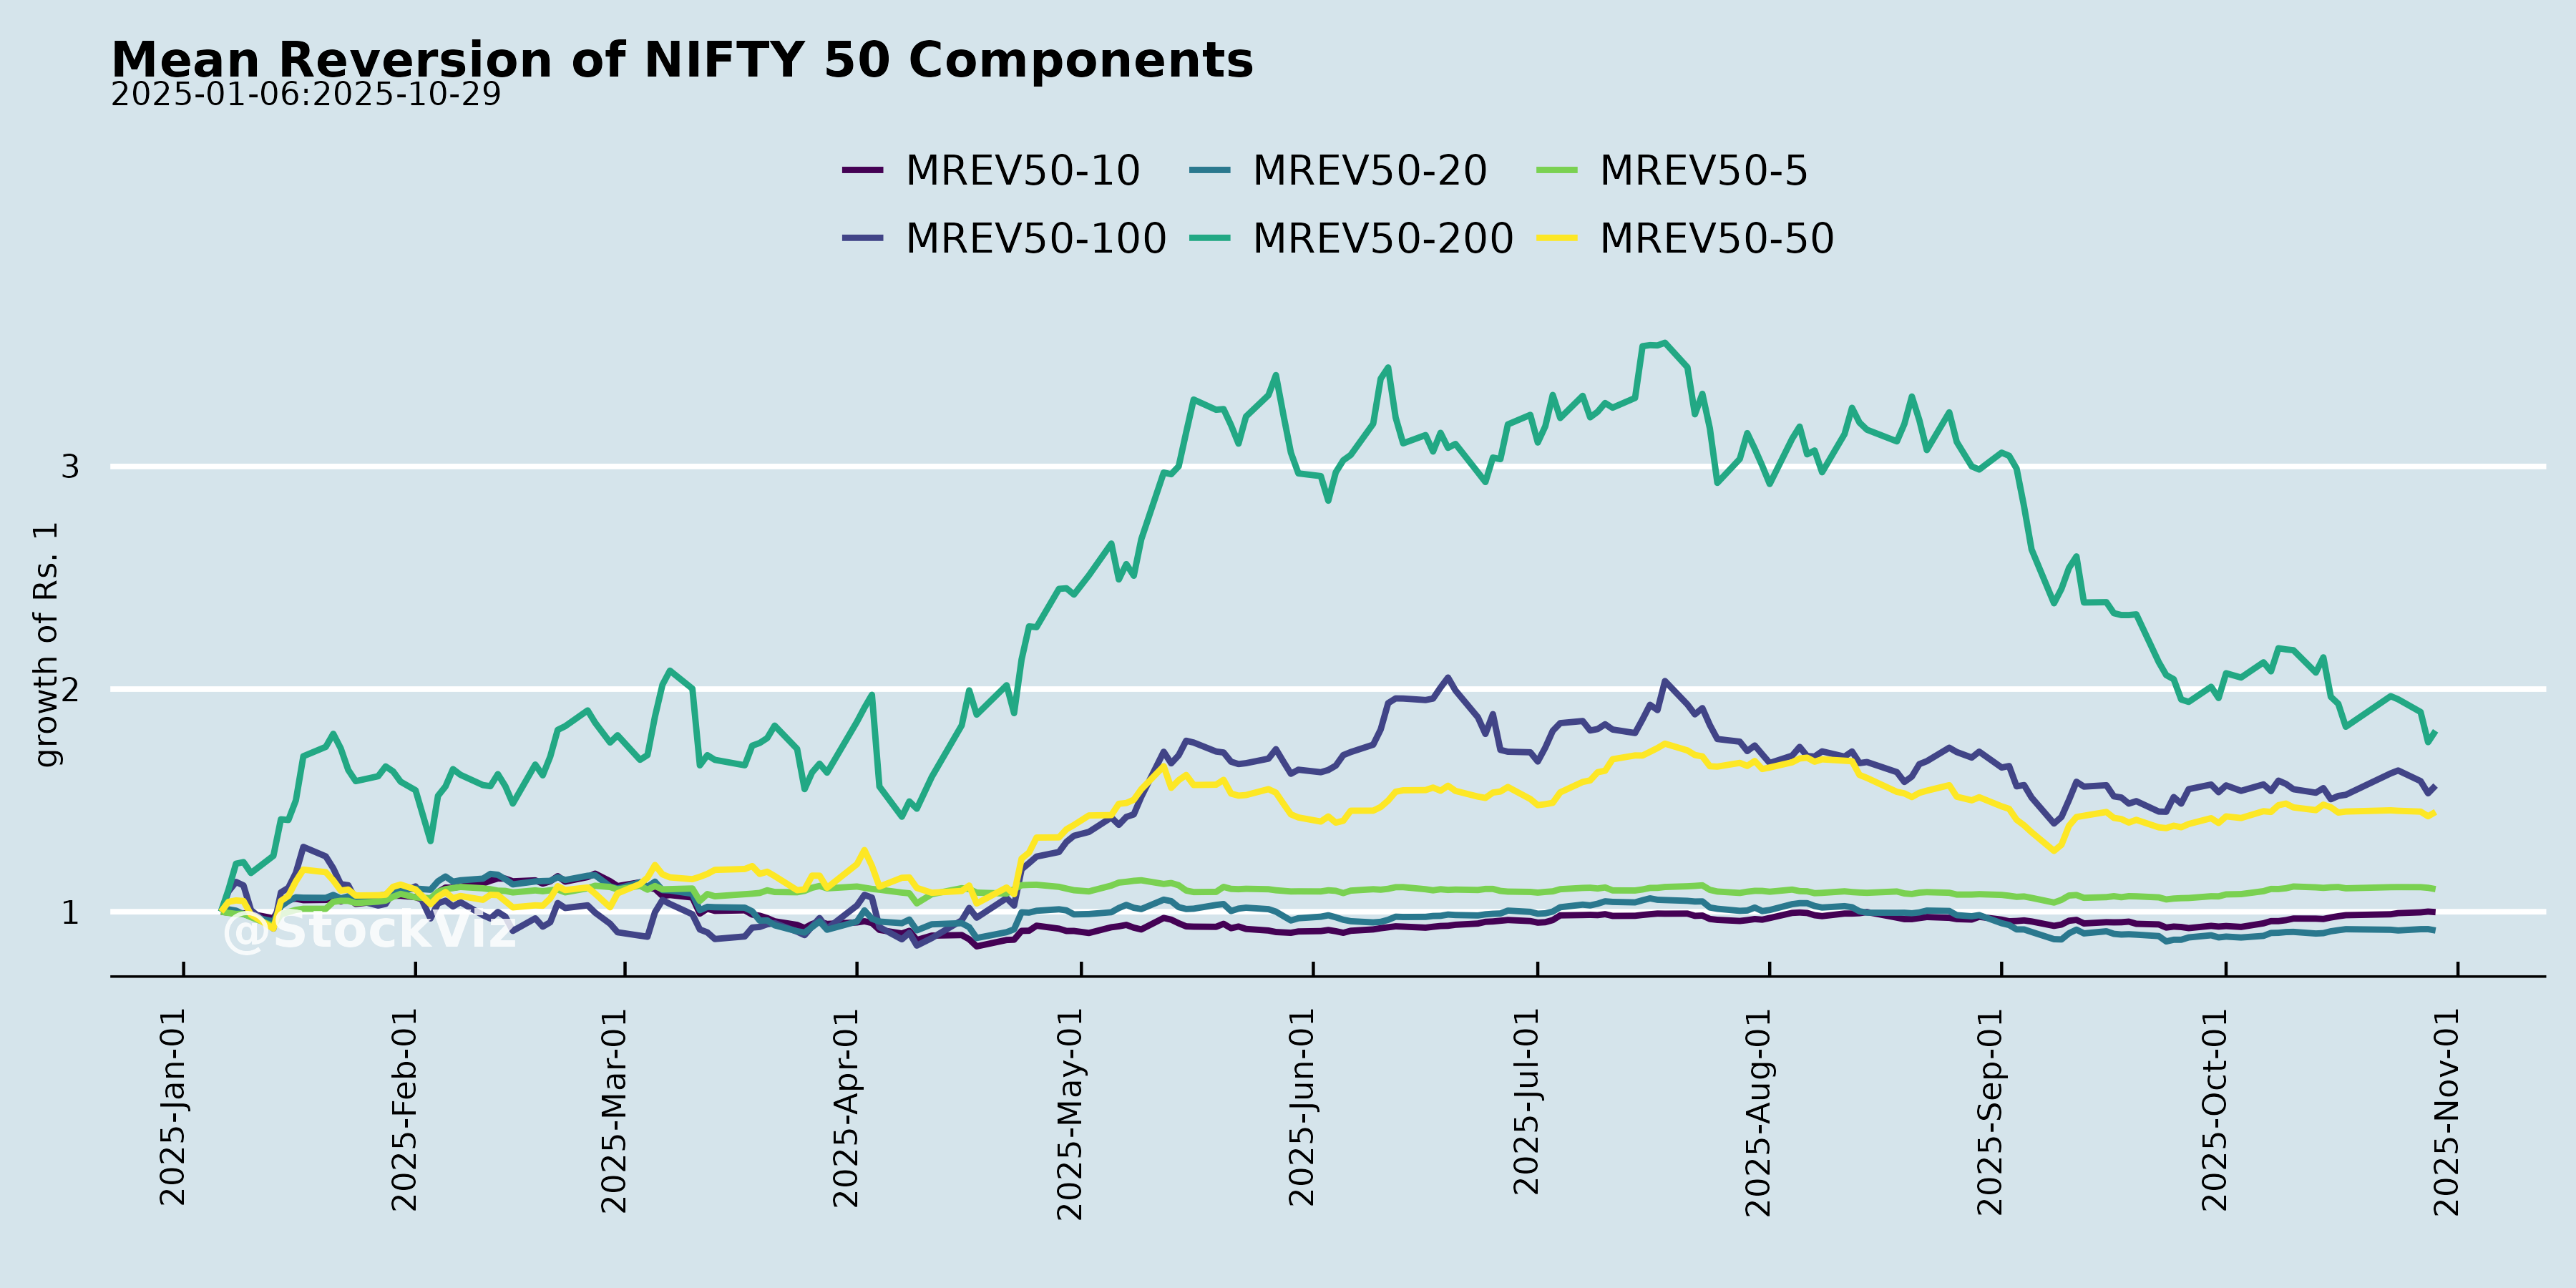 Mean Reversion of NIFTY 50 Components
2025-01-06:2025-10-29
MREV50-10 MREV50-20 MREV50-5
MREV50-100 MREV50-200 MREV50-50
growth of Rs. 1
3
2
1
@StockViz
2025-Jan-01
2025-Feb-01
2025-Mar-01
2025-Apr-01
2025-May-01
2025-Jun-01
2025-Jul-01
2025-Aug-01
2025-Sep-01
2025-Oct-01
2025-Nov-01